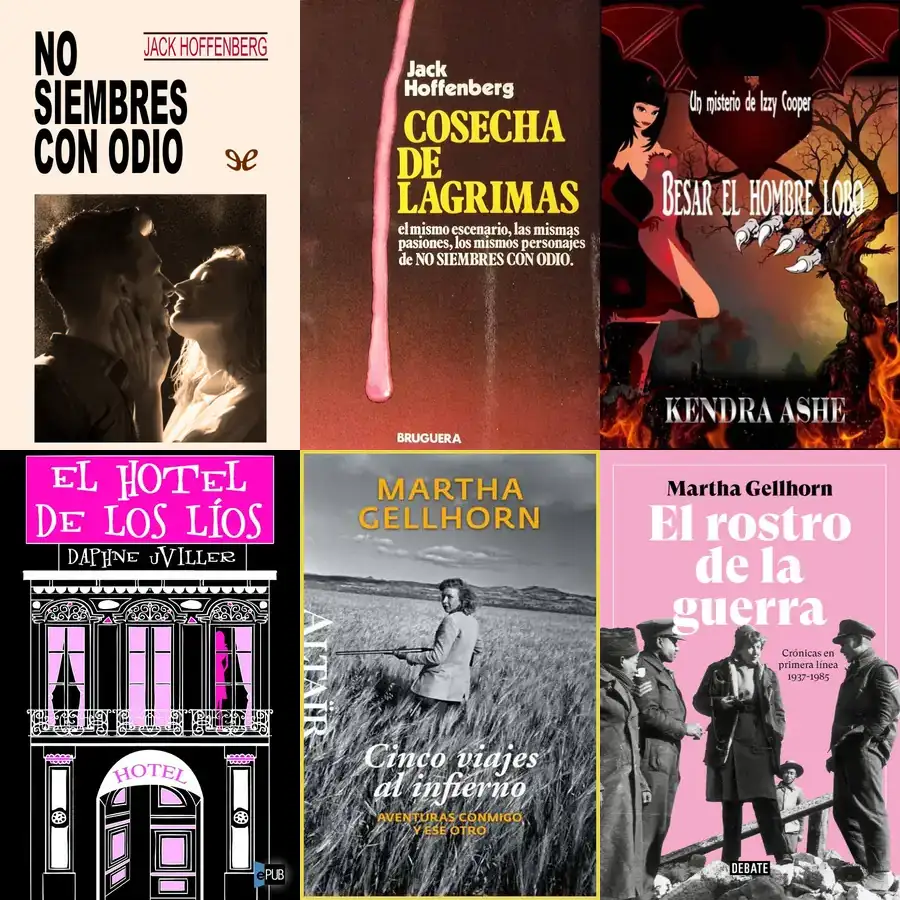 NO
SIEMBRES
CON ODIO
JACK HOFFENBERG
Jack
Hoffenberg
COSECHA
DE
LAGRIMAS
el mismo escenario, las mismas
pasiones, los mismos personajes
de NO SIEMBRES CON ODIO.
BRUGUERA
Un misterio de Izzy Cooper
BESAR EL HOMBRE LOBO
KENDRA ASHE
EL HOTEL
DE LOS LÍOS
DAPHNE UVILLER
HOTEL
ePUB
MARTHA
GELLHORN
ALTAÏR
Cinco viajes
al infierno
AVENTURAS CONMIGO
Y ESE OTRO
Martha Gellhorn
El rostro
de la
guerra
Crónicas en
primera línea
1937-1985
DEBATE